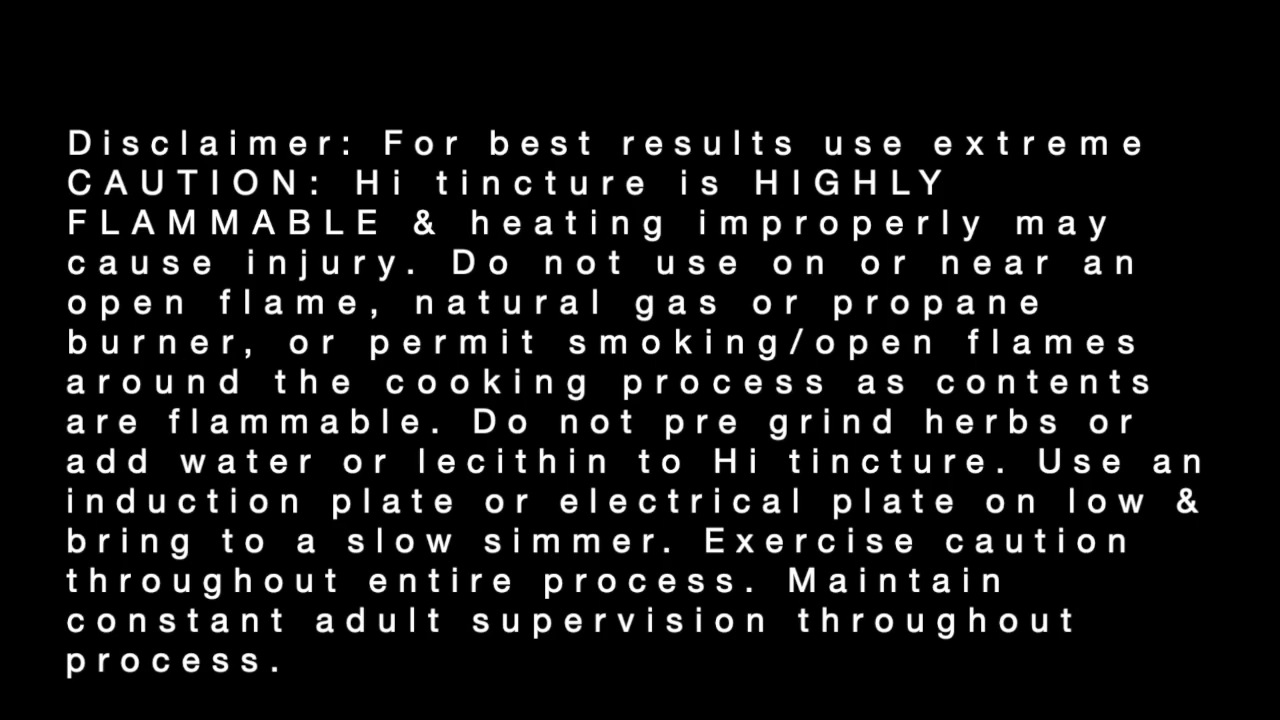 Disclaimer: For best results use extreme
CAUTION: Hi tincture is HIGHLY
FLAMMABLE & heating improperly may
cause injury. Do not use on or near an
open flame, natural gas or propane
burner, or permit smoking/open flames
around the cooking process as contents
are flammable. Do not pre grind herbs or
add water or lecithin to Hi tincture. Use an
induction plate or electrical plate on low &
bring to a slow simmer. Exercise caution
throughout entire process. Maintain
constant adult supervision throughout
process.